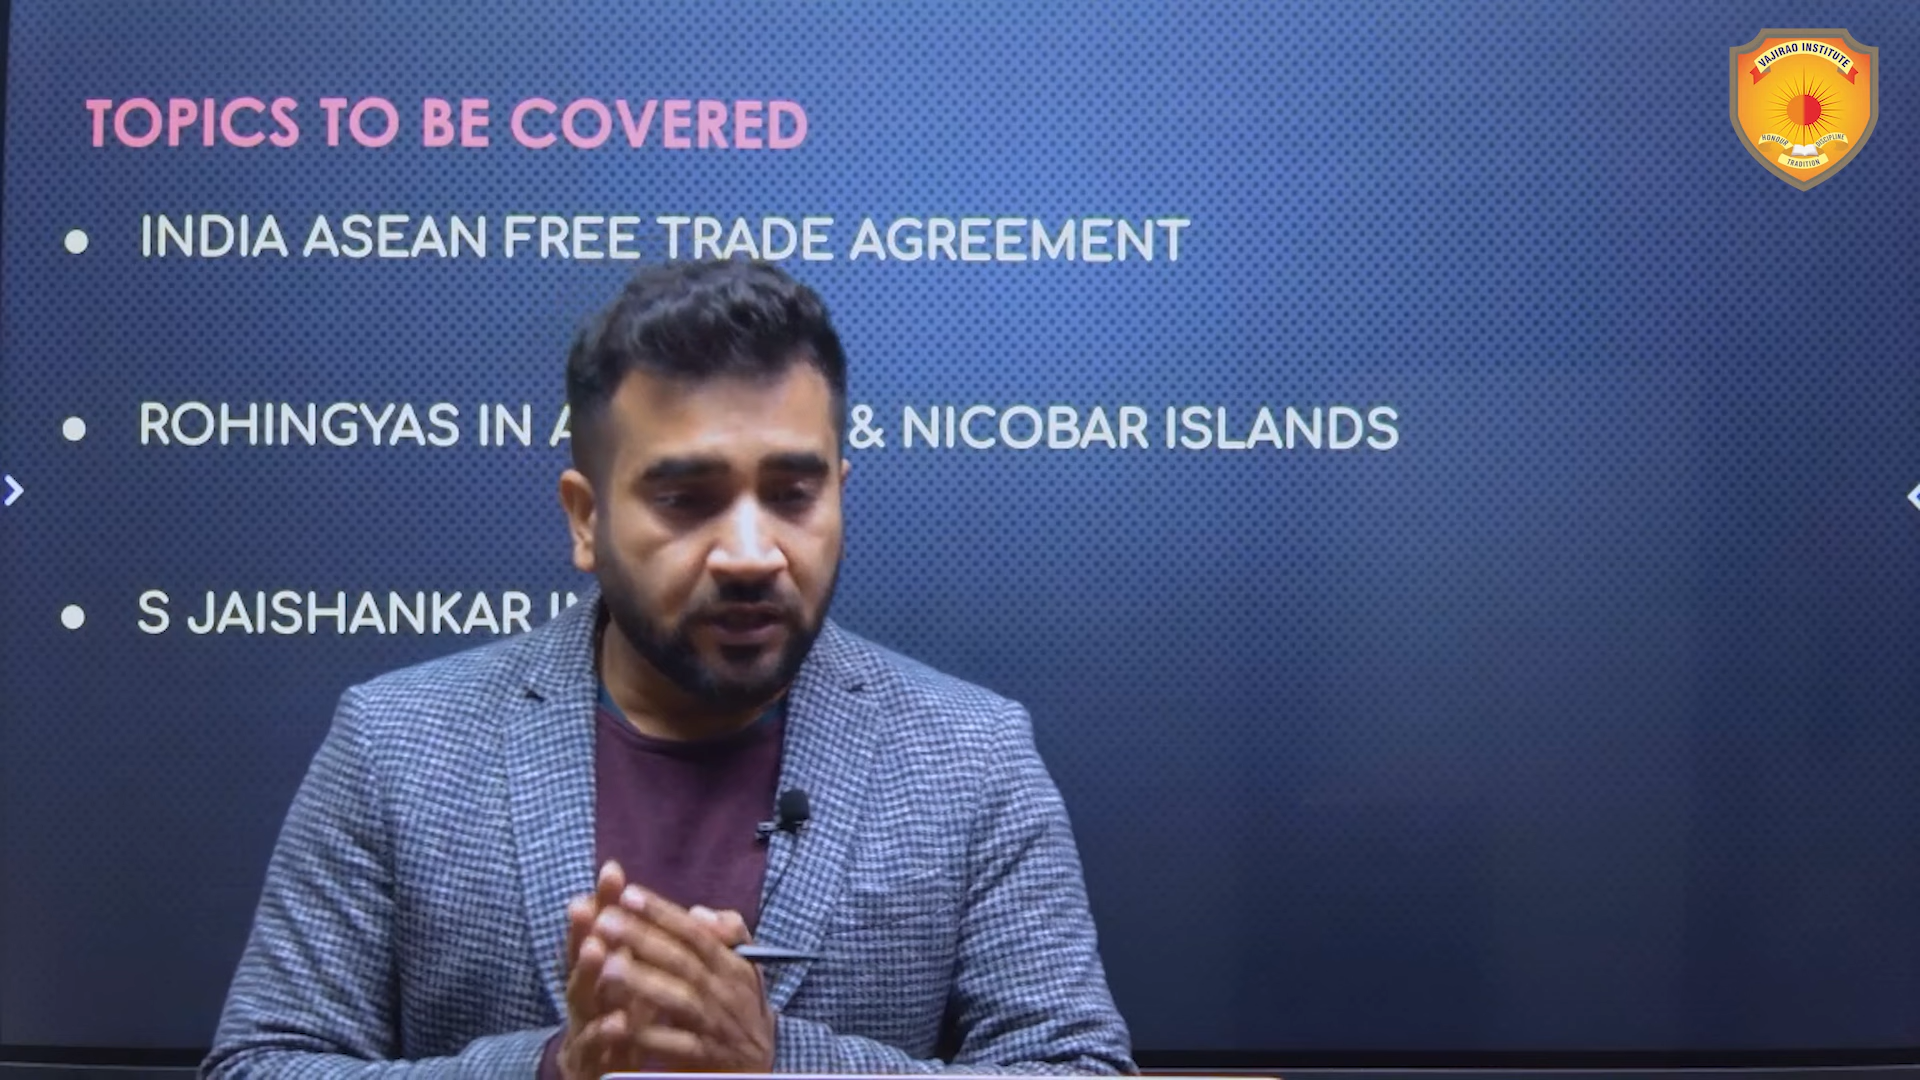 VAJIRAO INSTITUTE
HONOUR
DISCIPLINE
TRADITION
TOPICS TO BE COVERED
INDIA ASEAN FREE TRADE AGREEMENT
ROHINGYAS IN & NICOBAR ISLANDS
S JAISHANKAR